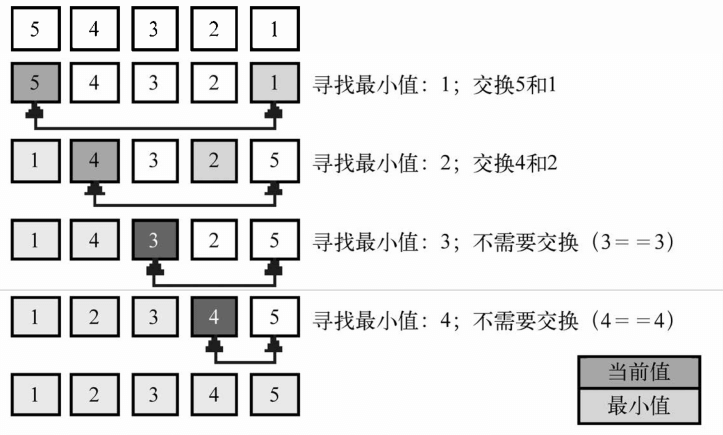 5 4 3 2 1
5 4 3 2 1 寻找最小值：1；交换5和1
1 4 3 2 5 寻找最小值：2；交换4和2
1 4 3 2 5 寻找最小值：3；不需要交换（3==3）
1 2 3 4 5 寻找最小值：4；不需要交换（4==4）
当前值
1 2 3 4 5
最小值